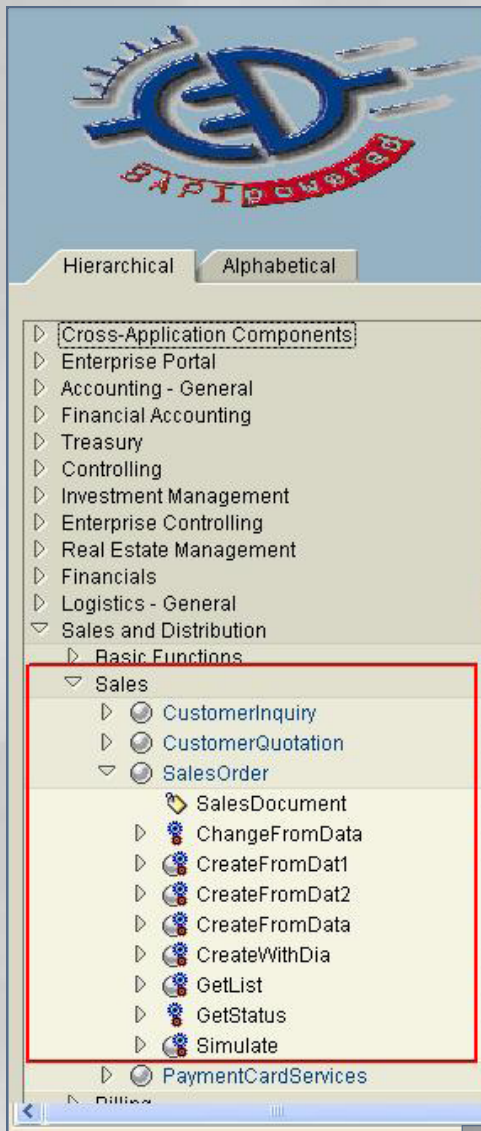 BAPI powered
Hierarchical
Alphabetical
Cross-Application Components
Enterprise Portal
Accounting - General
Financial Accounting
Treasury
Controlling
Investment Management
Enterprise Controlling
Real Estate Management
Financials
Logistics - General
Sales and Distribution
Basic Functions
Sales
CustomerInquiry
CustomerQuotation
SalesOrder
SalesDocument
ChangeFromData
CreateFromDat1
CreateFromDat2
CreateFromData
CreateWithDia
GetList
GetStatus
Simulate
PaymentCardServices
Billing